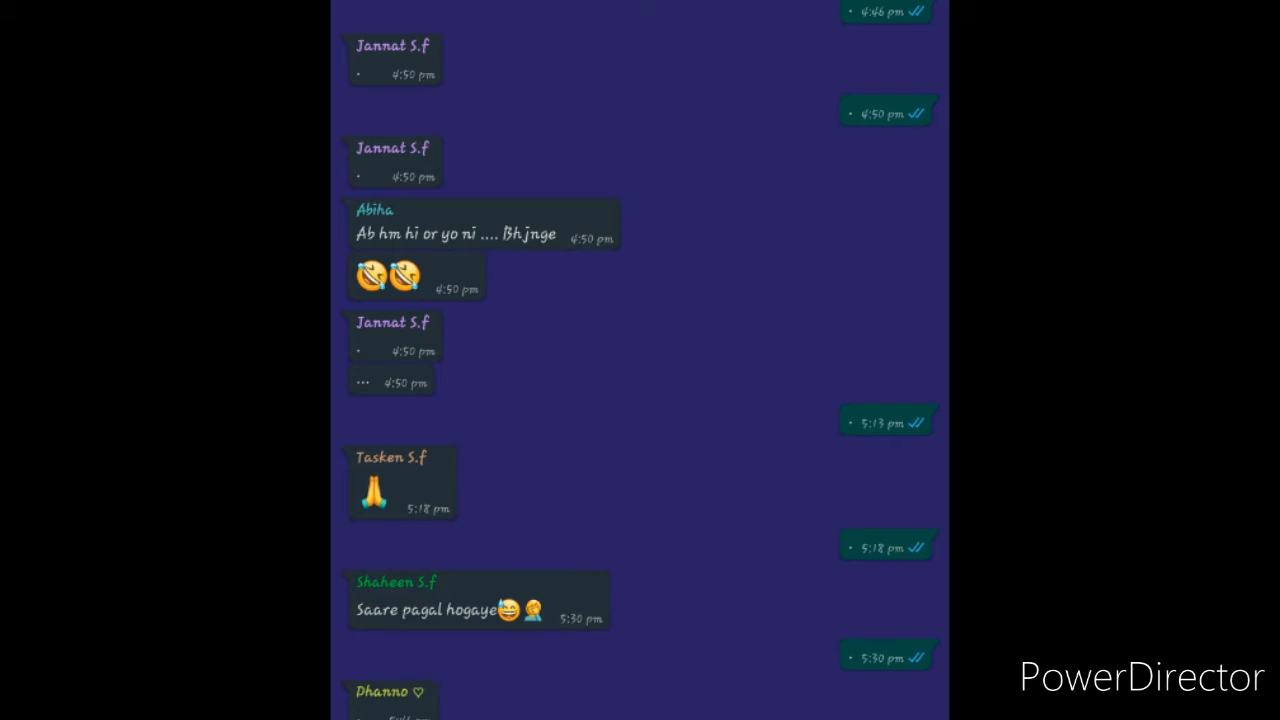 . 4:46 pm
Jannat S.f
. 4:50 pm
. 4:50 pm
Jannat S.f
. 4:50 pm
Abiha
Ab hm hi or yo ni .... Bhjnge 4:50 pm
🤣🤣 4:50 pm
Jannat S.f
. 4:50 pm
... 4:50 pm
. 5:13 pm
Tasken S.f
🙏 5:18 pm
. 5:18 pm
Shaheen S.f
Saare pagal hogaye😅🤦 5:30 pm
. 5:30 pm
Dhanno ♡
PowerDirector